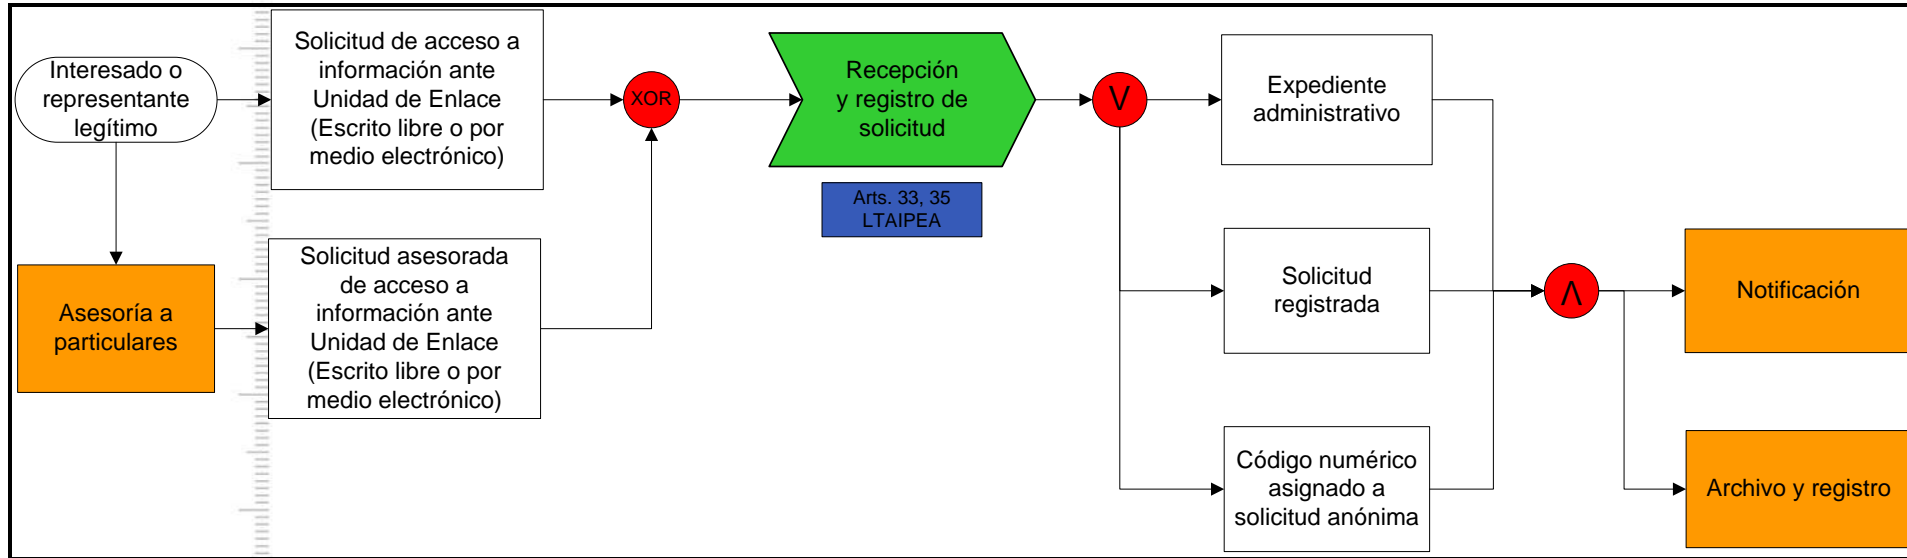 Interesado o
representante
legítimo
Asesoría a
particulares
Solicitud de acceso a
información ante
Unidad de Enlace
(Escrito libre o por
medio electrónico)
Solicitud asesorada
de acceso a
información ante
Unidad de Enlace
(Escrito libre o por
medio electrónico)
XOR
Recepción
y registro de
solicitud
Arts. 33, 35
LTAIPEA
V
Expediente
administrativo
Solicitud
registrada
Código numérico
asignado a
solicitud anónima
Λ
Notificación
Archivo y registro